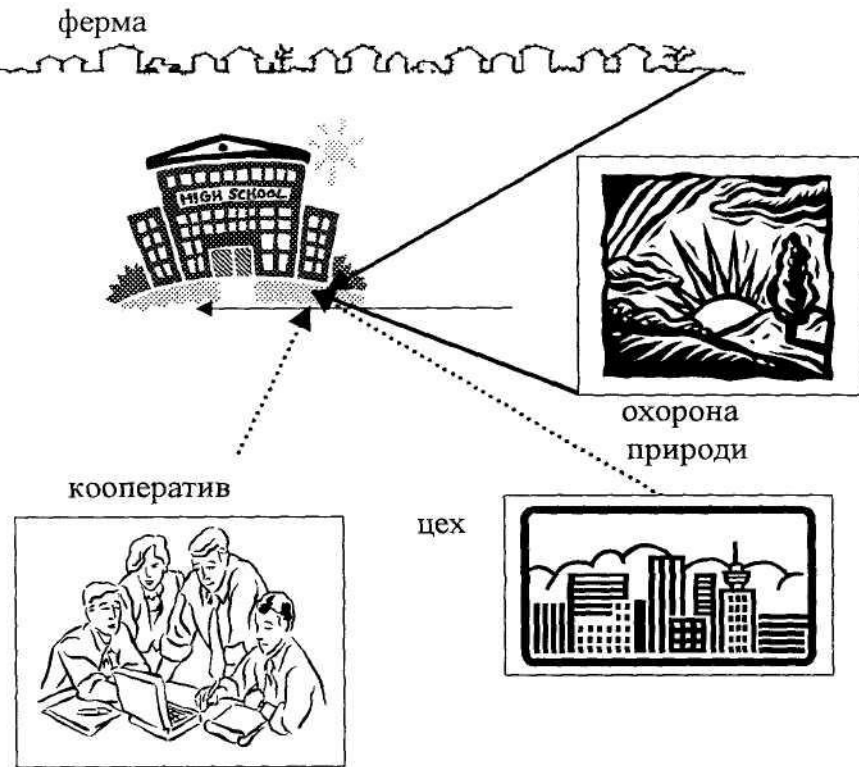 ферма
HIGH SCHOOL
охорона
природи
кооператив
цех